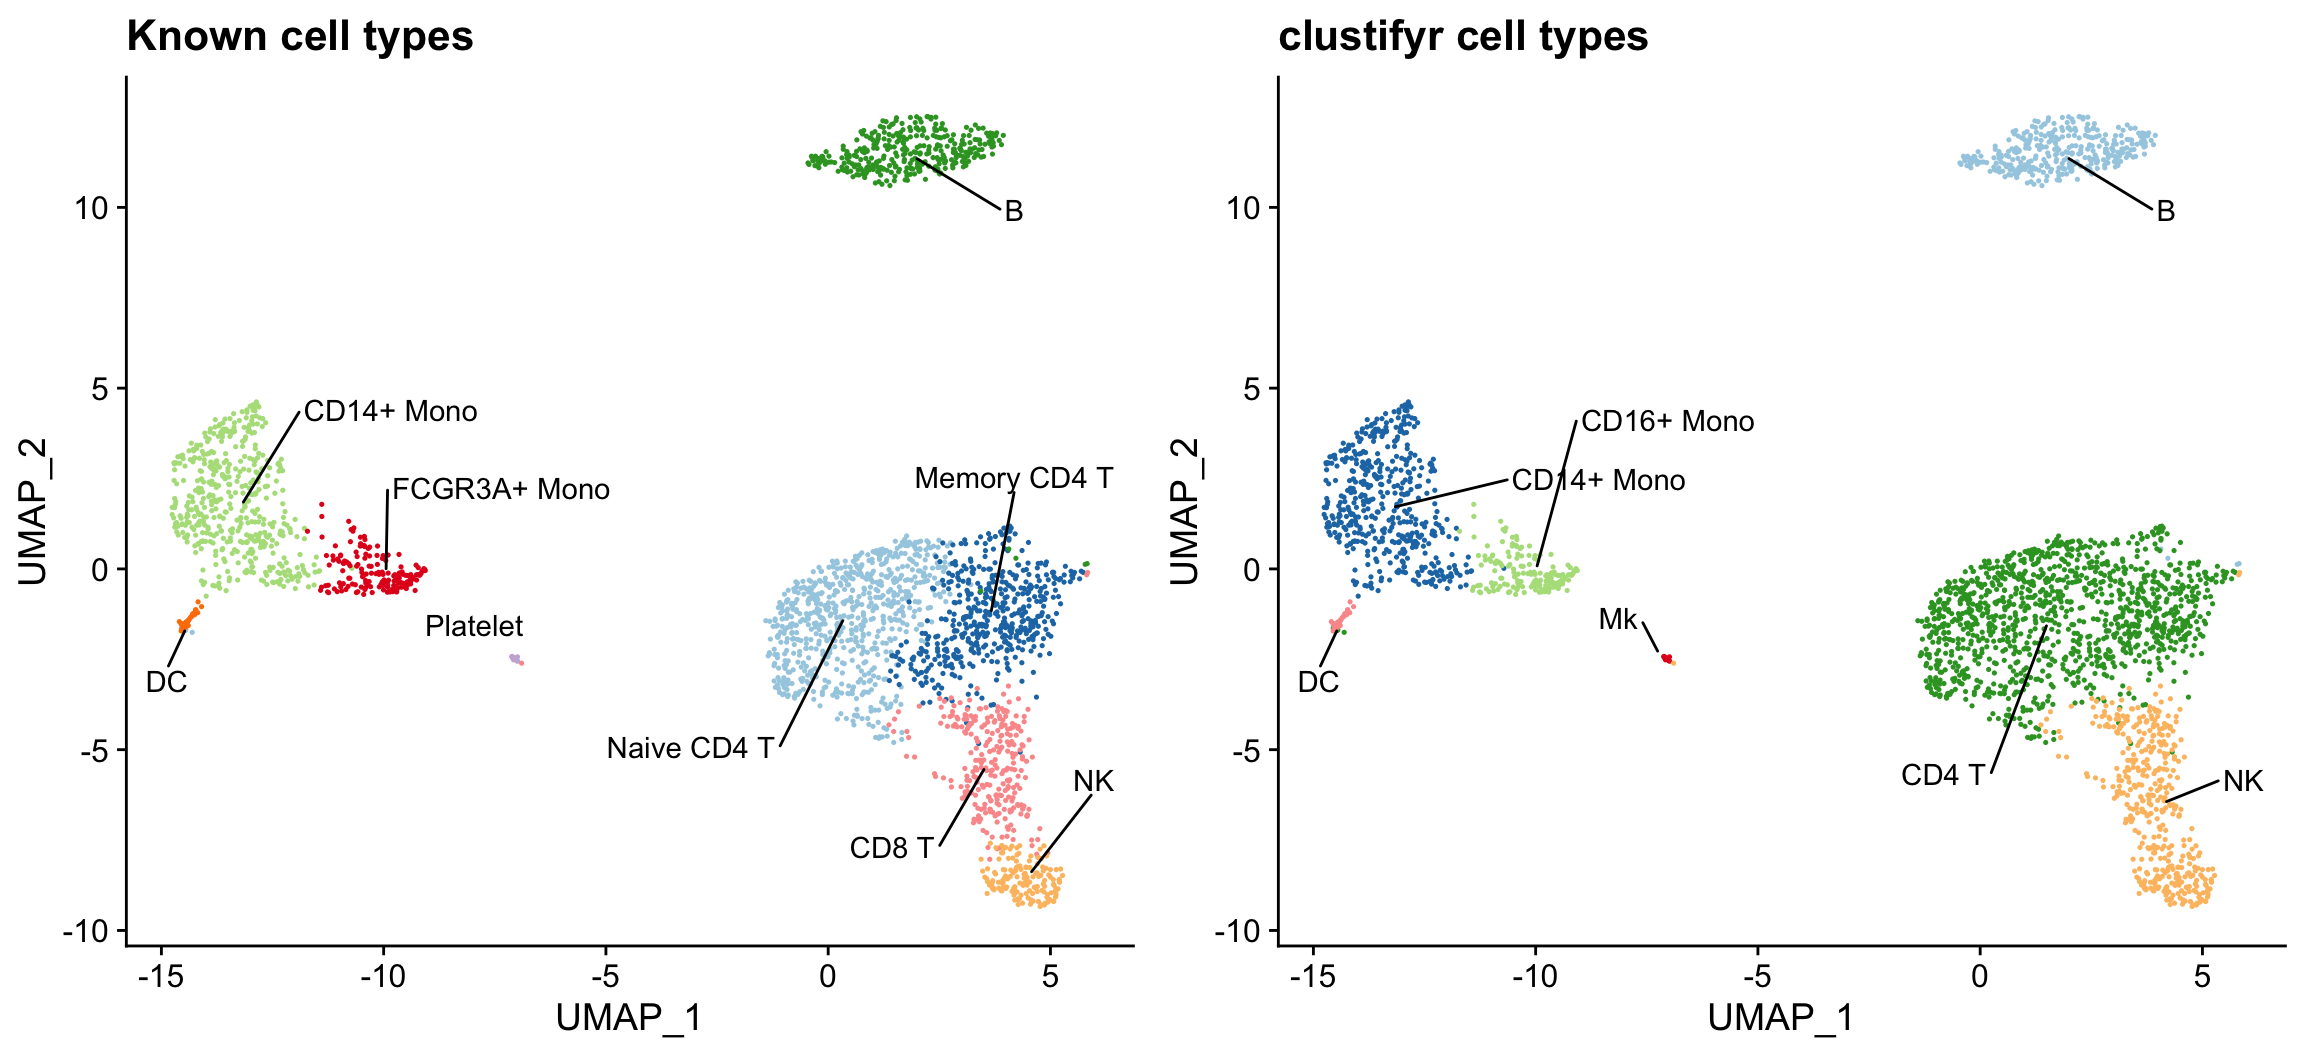 Known cell types
UMAP_2
10
5
0
-5
-10
B
CD14+ Mono
FCGR3A+ Mono
Memory CD4 T
Platelet
DC
Naive CD4 T
NK
CD8 T
-15
-10
-5
0
5
UMAP_1
clustifyr cell types
UMAP_2
10
5
0
-5
-10
B
CD16+ Mono
CD14+ Mono
Mk
DC
CD4 T
NK
-15
-10
-5
0
5
UMAP_1